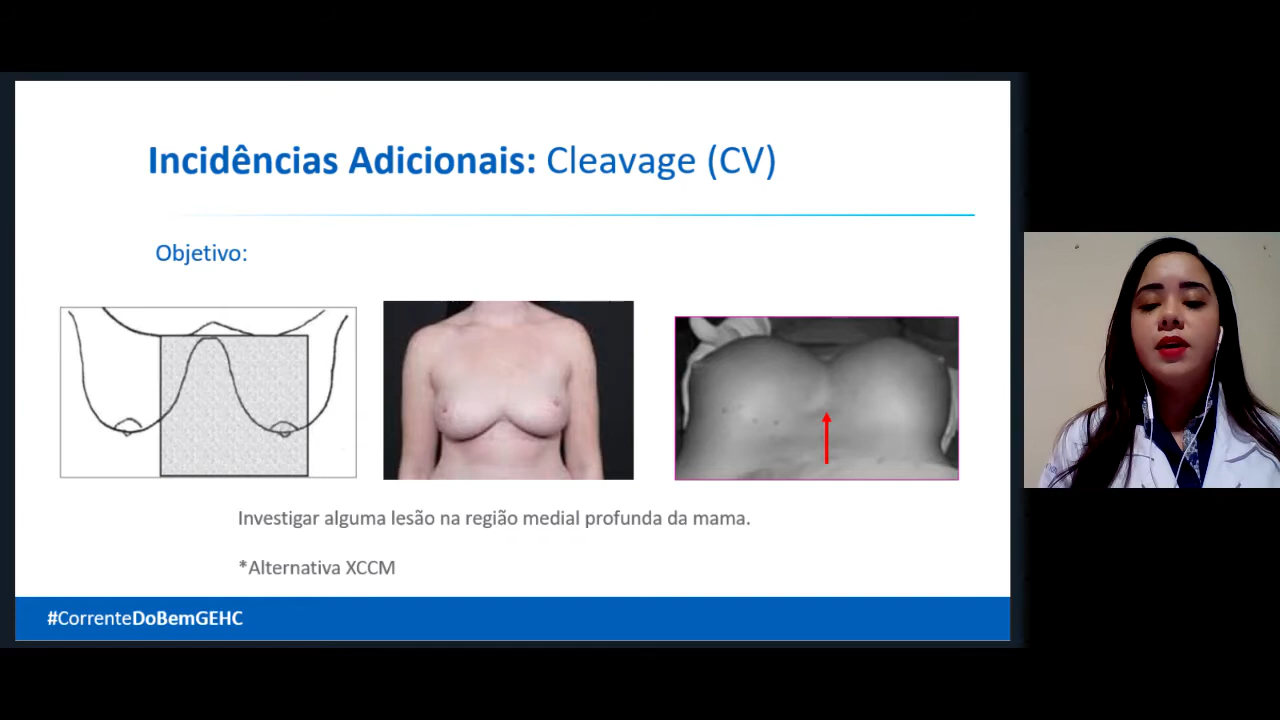 Incidências Adicionais: Cleavage (CV)
Objetivo:
Investigar alguma lesão na região medial profunda da mama.
*Alternativa XCCM
#CorrenteDoBemGEHC